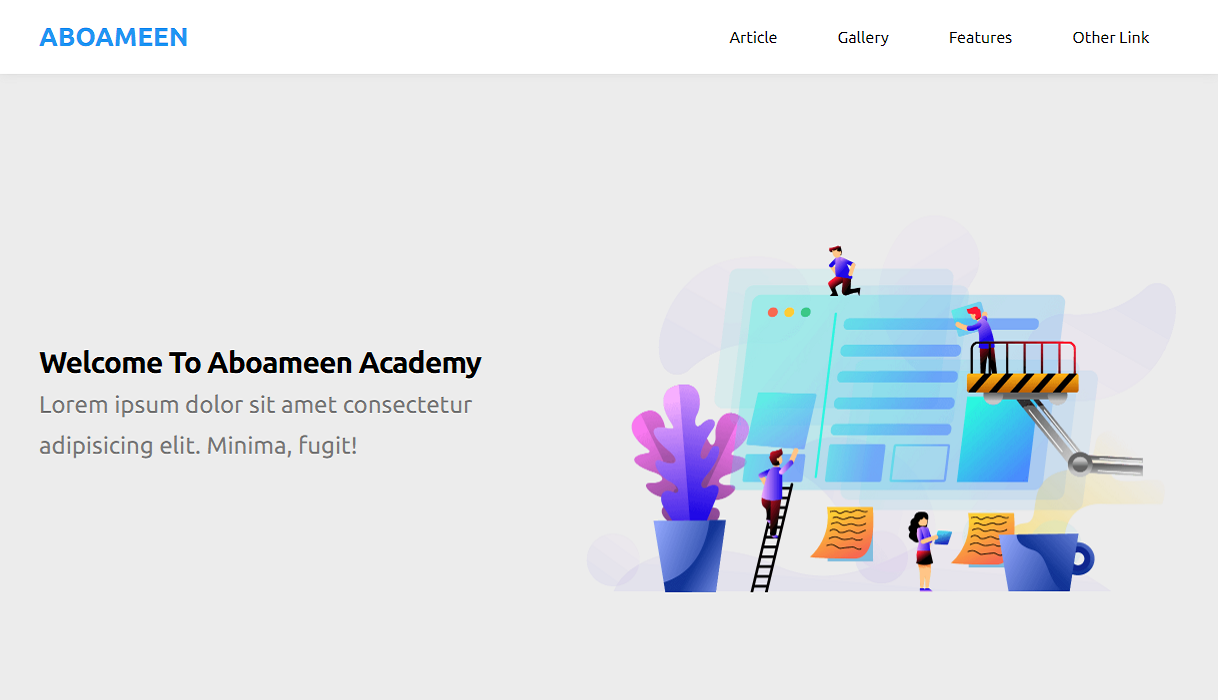 ABOAMEEN
Article Gallery Features Other Link
Welcome To Aboameen Academy
Lorem ipsum dolor sit amet consectetur
adipisicing elit. Minima, fugit!